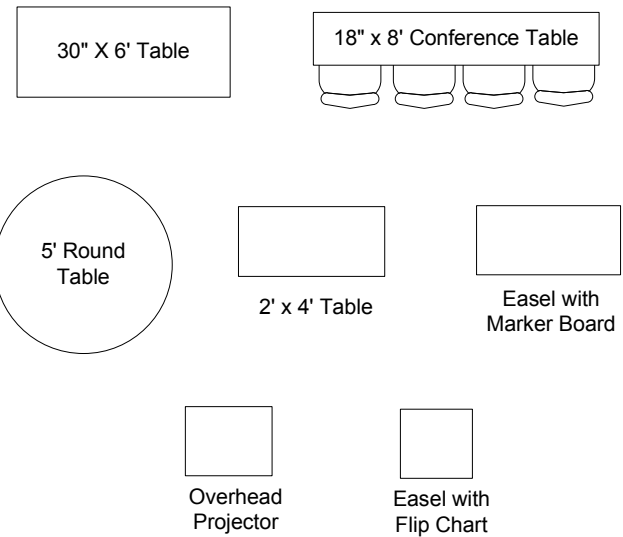 30" X 6' Table
18" x 8' Conference Table
5' Round
Table
2' x 4' Table
Easel with
Marker Board
Overhead
Projector
Easel with
Flip Chart